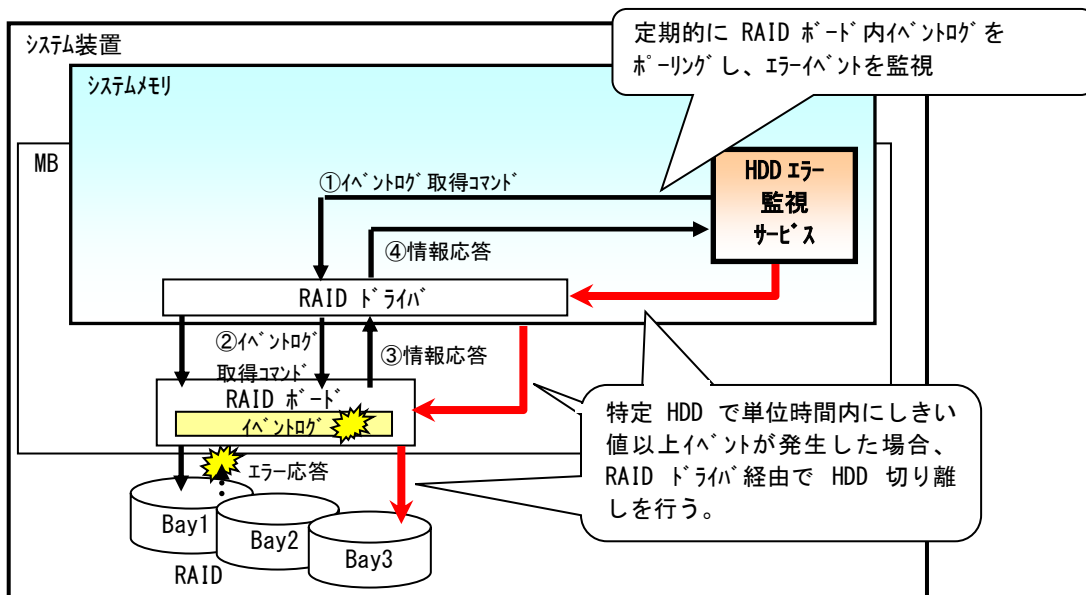 システム装置
定期的に RAID ボード内イベントログを
ポーリングし、エラーイベントを監視
システムメモリ
MB
HDD エラー
監視
サービス
①イベントログ取得コマンド
④情報応答
RAID ドライバ
②イベントログ
取得コマンド
③情報応答
RAID ボード
イベントログ
特定 HDD で単位時間内にしきい
値以上イベントが発生した場合、
RAID ドライバ経由で HDD 切り離
しを行う。
エラー応答
Bay1
Bay2
Bay3
RAID